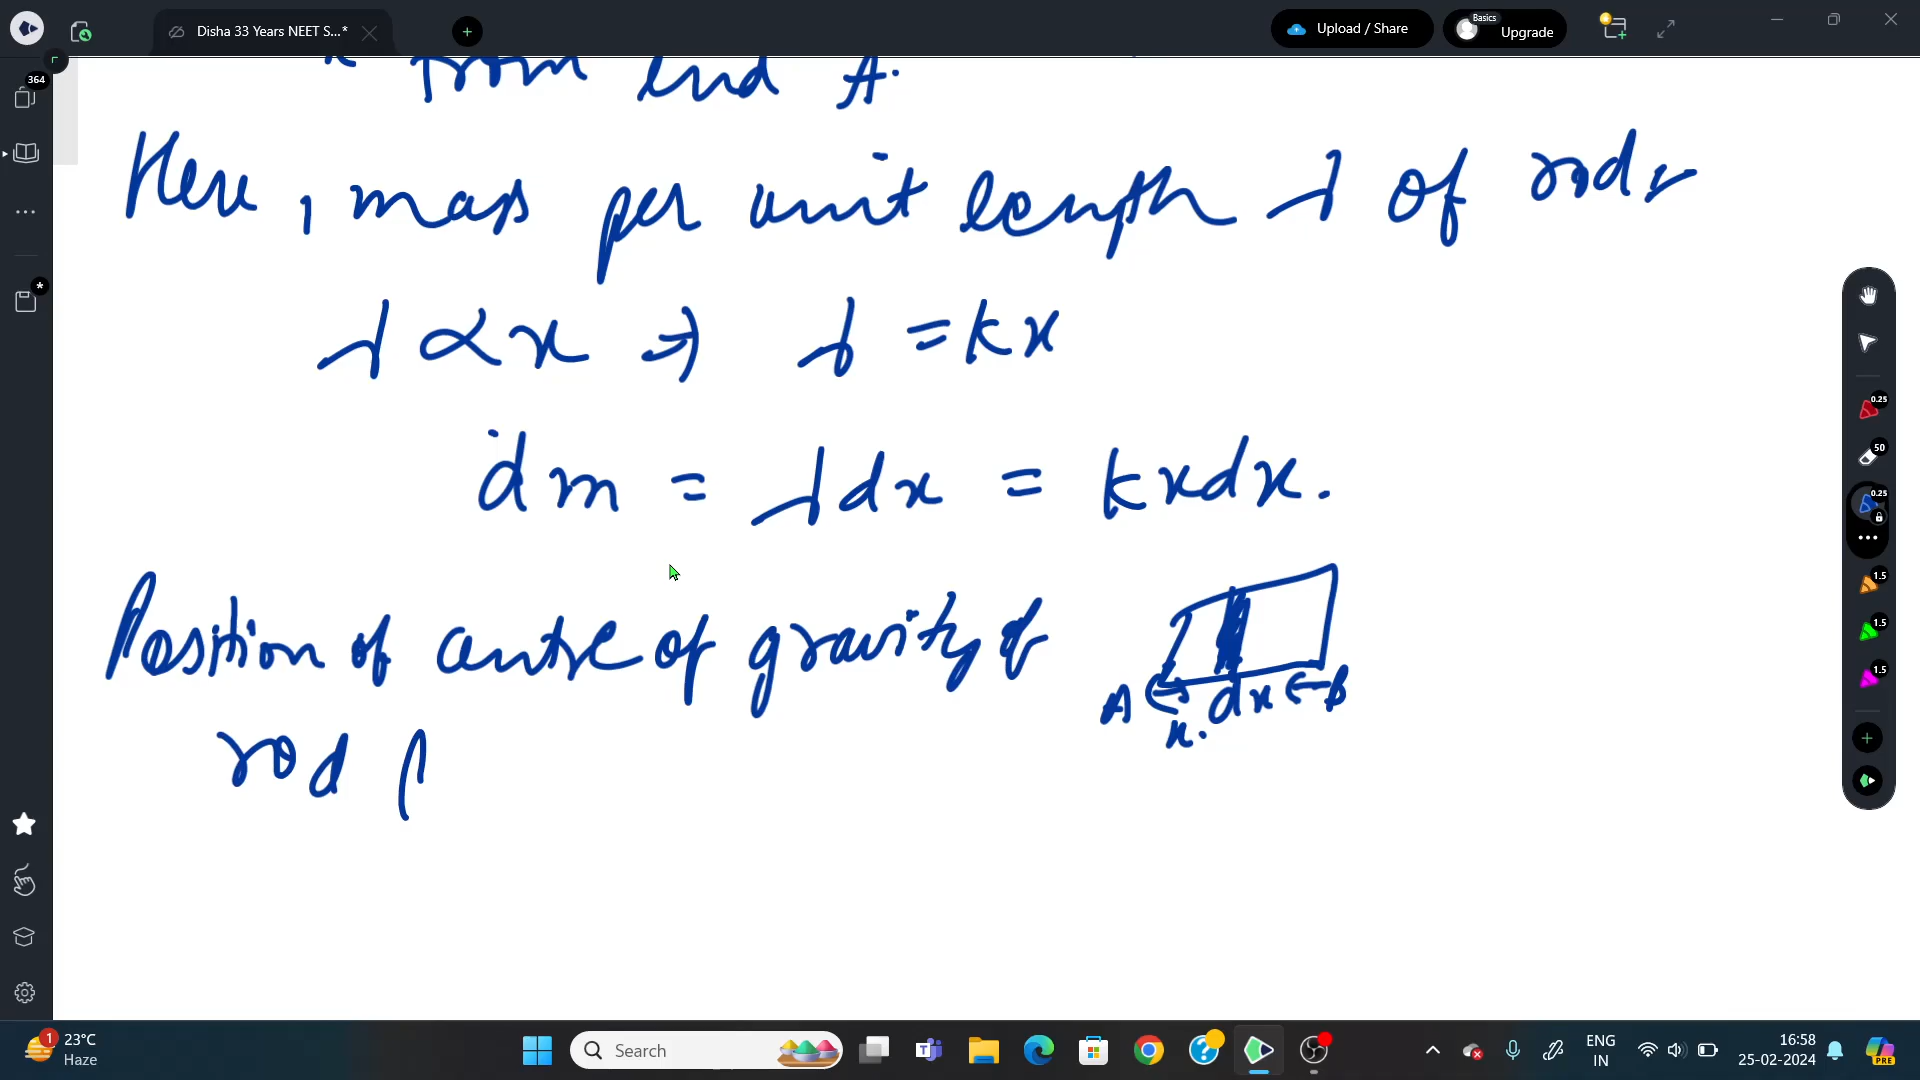 Disha 33 Years NEET S...*
Upload / Share
Basics
Upgrade
364
x from end A.
Here, mass per unit length λ of rod
λ ∝ x ⇒ λ = kx
dm = λdx = kxdx.
Position of centre of gravity of
rod (
A x. dx B
0.25
50
0.25
1.5
1.5
1.5
1
23°C
Haze
Search
ENG
IN
16:58
25-02-2024
PRE